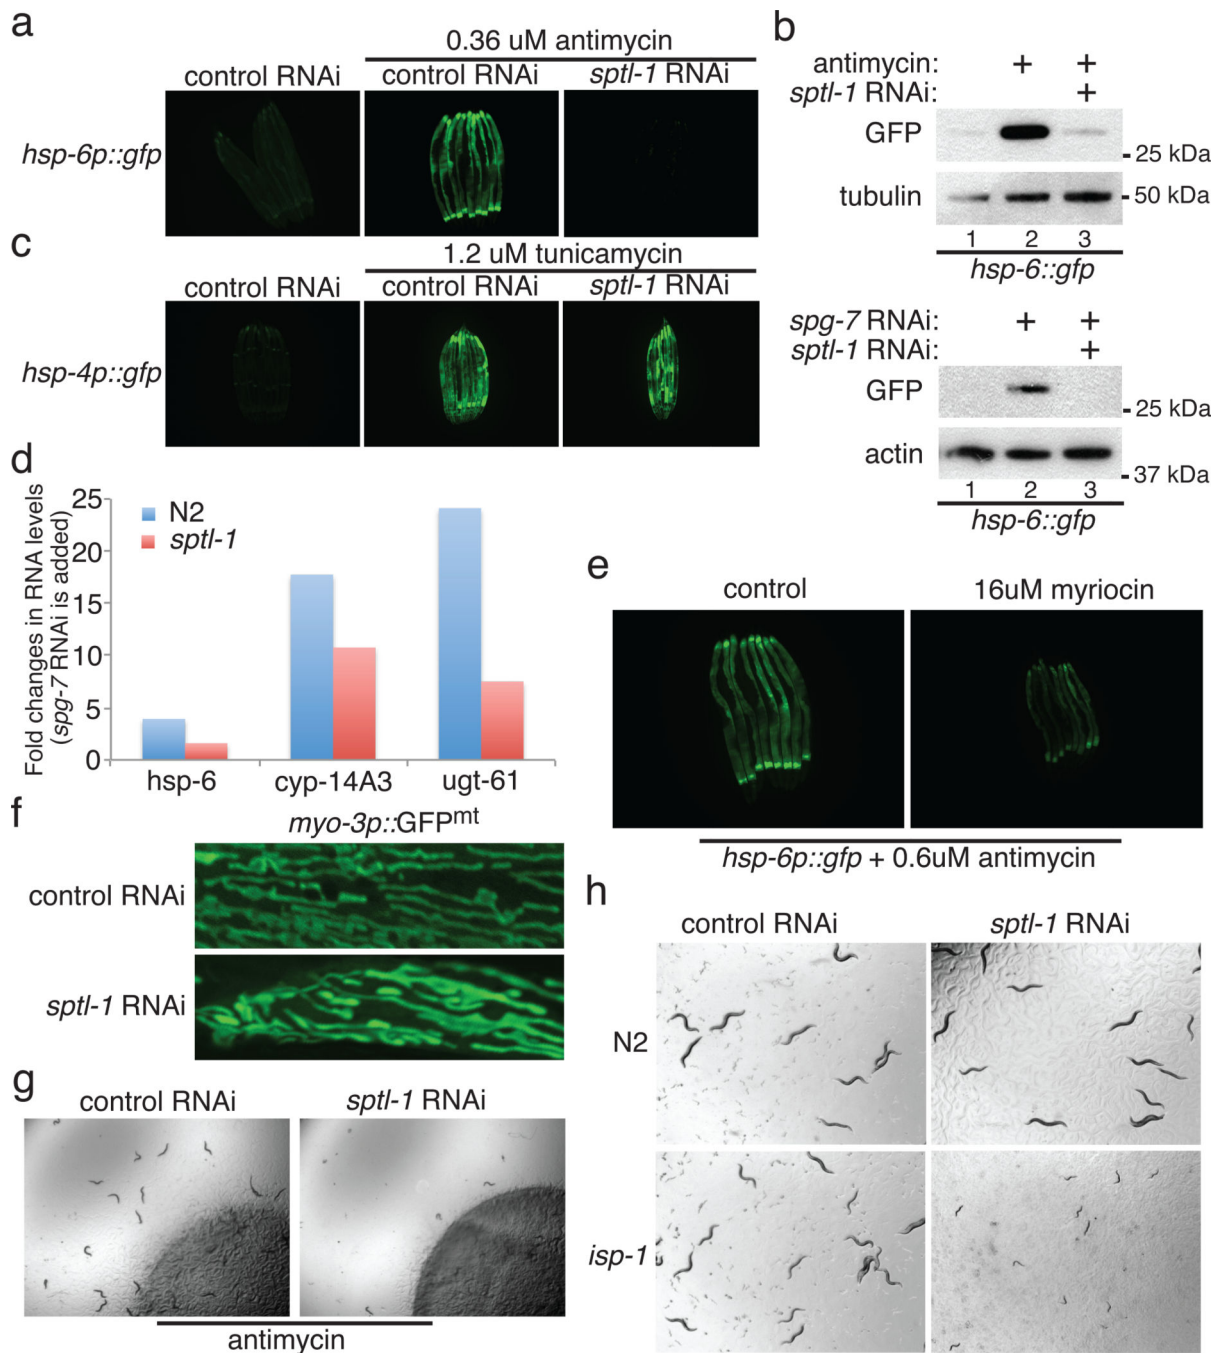 a
0.36 uM antimycin
control RNAi
control RNAi
sptl-1 RNAi
hsp-6p::gfp
b
antimycin: + +
sptl-1 RNAi: +
GFP
25 kDa
tubulin
50 kDa
1 2 3
hsp-6::gfp
spg-7 RNAi: + +
sptl-1 RNAi: +
GFP
25 kDa
actin
37 kDa
1 2 3
hsp-6::gfp
c
1.2 uM tunicamycin
control RNAi
control RNAi
sptl-1 RNAi
hsp-4p::gfp
d
Fold changes in RNA levels
(spg-7 RNAi is added)
25
20
15
10
5
0
N2
sptl-1
hsp-6
cyp-14A3
ugt-61
e
control
16uM myriocin
hsp-6p::gfp + 0.6uM antimycin
f
myo-3p::GFPmt
control RNAi
sptl-1 RNAi
g
control RNAi
sptl-1 RNAi
antimycin
h
control RNAi
sptl-1 RNAi
N2
isp-1